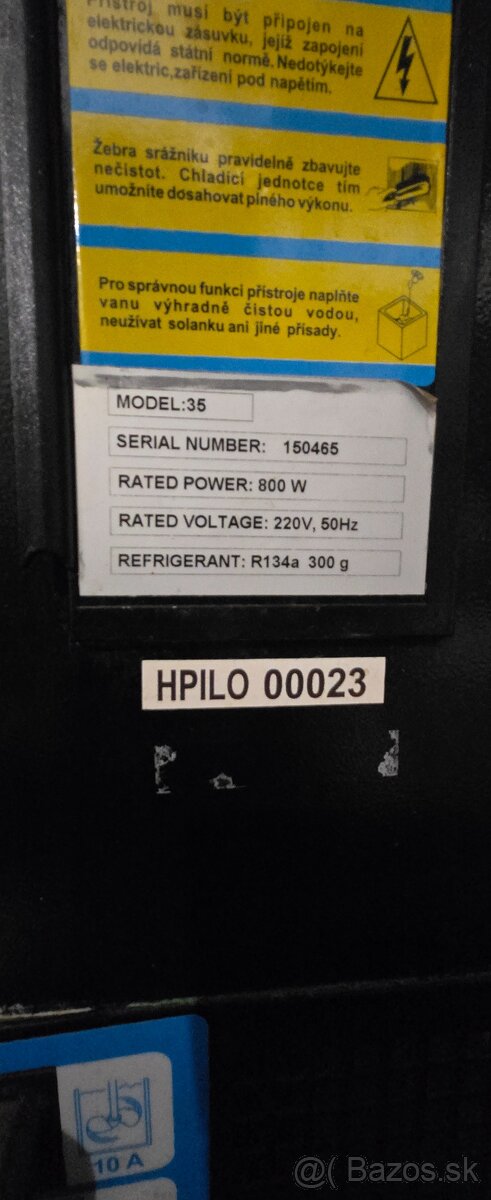 Přístroj musí být připojen na
elektrickou zásuvku, jejíž zapojení
odpovídá státní normě. Nedotýkejte
se elektric,zařízení pod napětím.
Žebra srážníku pravidelně zbavujte
nečistot. Chladící jednotce tím
umožníte dosahovat plného výkonu.
Pro správnou funkci přístroje naplňte
vanu výhradně čistou vodou,
neužívat solanku ani jiné přísady.
MODEL:35
SERIAL NUMBER: 150465
RATED POWER: 800 W
RATED VOLTAGE: 220V, 50Hz
REFRIGERANT: R134a 300 g
HPILO 00023
10 A
@( Bazos.sk